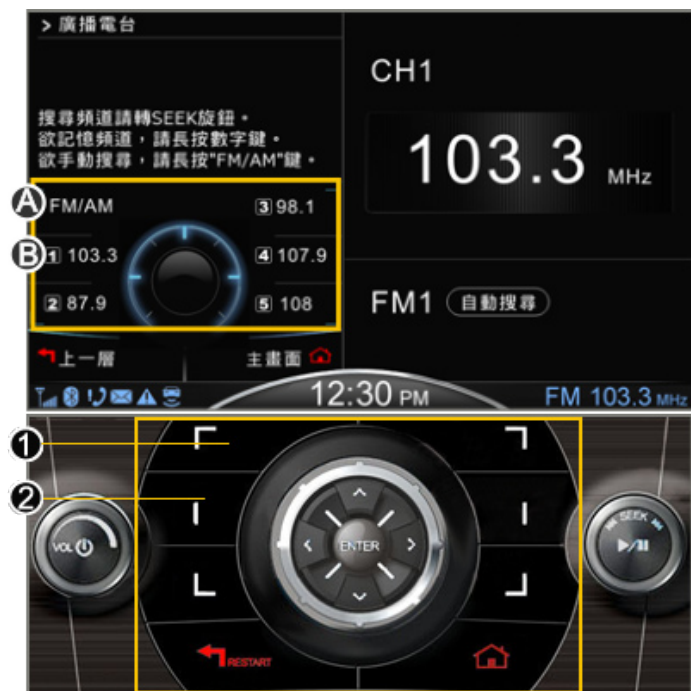 > 廣播電台
搜尋頻道請轉SEEK旋鈕。
欲記憶頻道，請長按數字鍵。
欲手動搜尋，請長按"FM/AM"鍵。
A FM/AM
3 98.1
B 1 103.3
4 107.9
2 87.9
5 108
上一層
主畫面
CH1
103.3 MHz
FM1 自動搜尋
12:30 PM
FM 103.3 MHz
1
2
VOL
ENTER
SEEK
RESTART